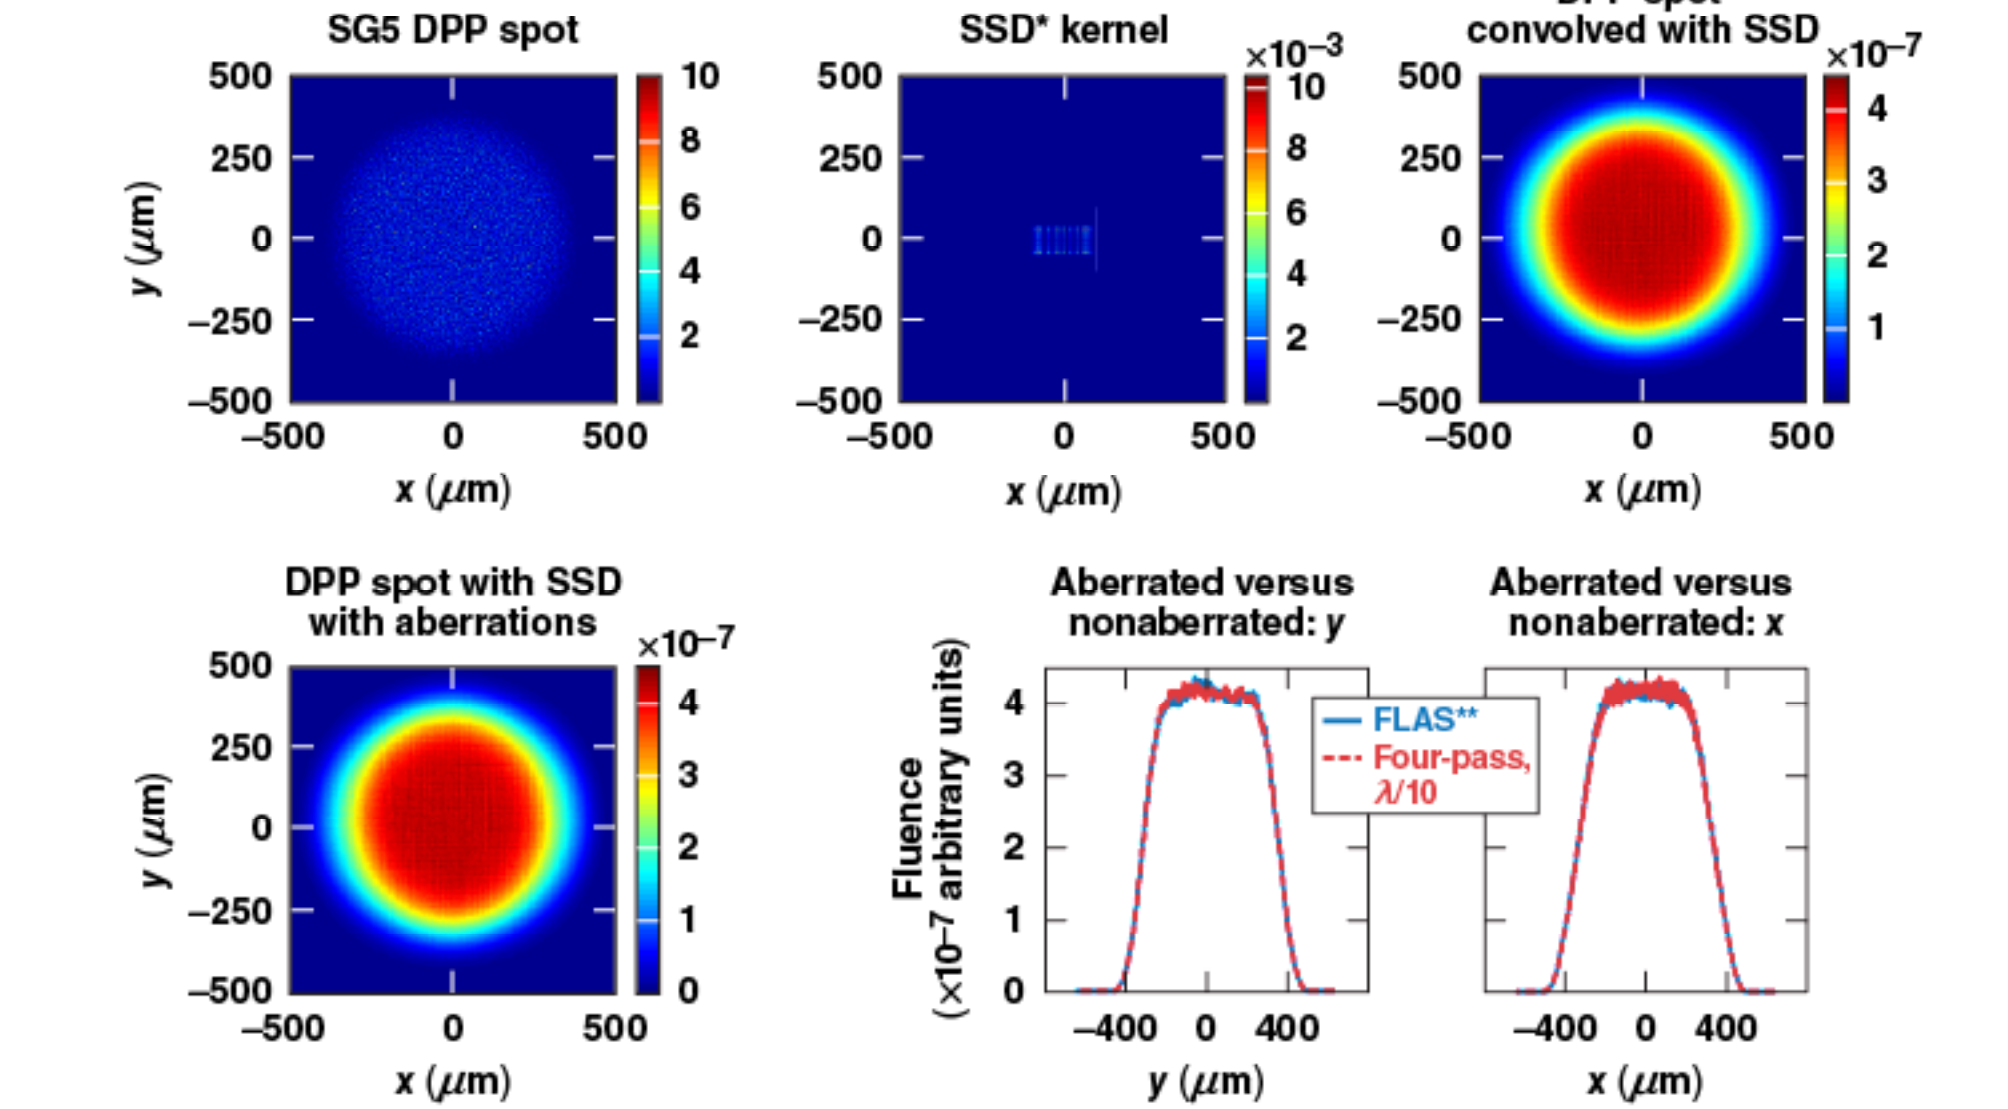 SG5 DPP spot
500
250
0
–250
–500
y (μm)
–500 0 500
x (μm)
10
8
6
4
2
SSD* kernel
×10–3
500
250
0
–250
–500
–500 0 500
x (μm)
10
8
6
4
2
DPP spot
convolved with SSD
×10–7
500
250
0
–250
–500
–500 0 500
x (μm)
4
3
2
1
DPP spot with SSD
with aberrations
×10–7
500
250
0
–250
–500
y (μm)
–500 0 500
x (μm)
4
3
2
1
0
Aberrated versus
nonaberrated: y
Fluence
(×10–7 arbitrary units)
4
3
2
1
0
–400 0 400
y (μm)
Aberrated versus
nonaberrated: x
FLAS**
Four-pass,
λ/10
–400 0 400
x (μm)